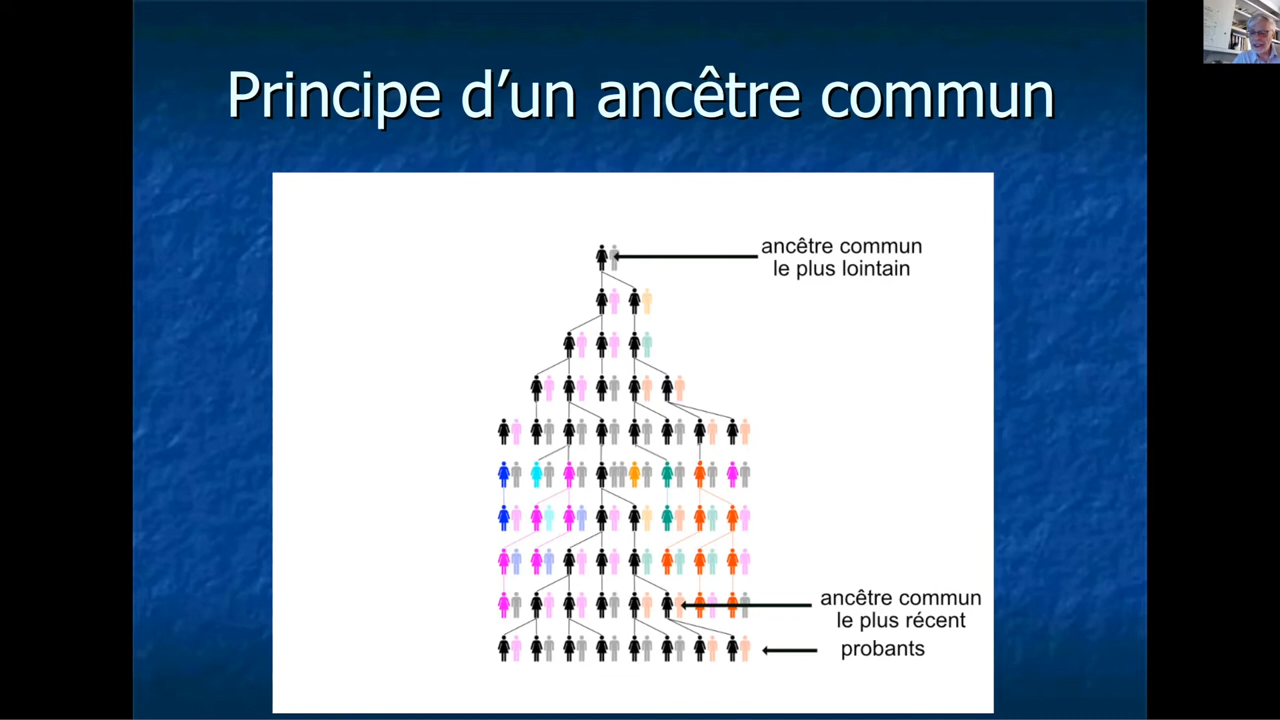 Principe d’un ancêtre commun
ancêtre commun
le plus lointain
ancêtre commun
le plus récent
probants